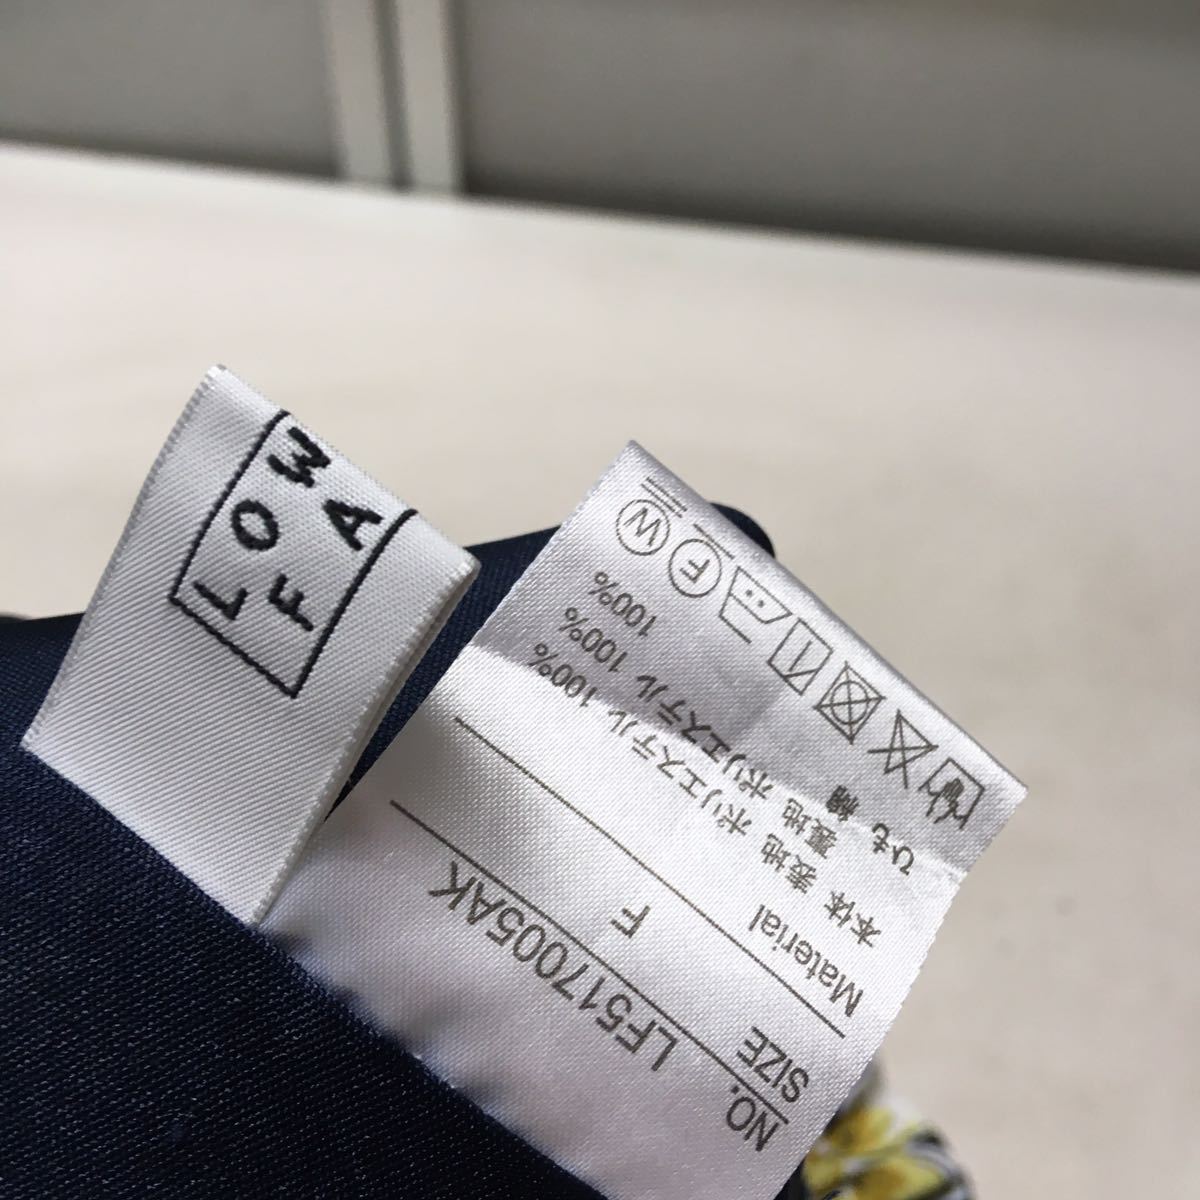 LOW
FA
NO. LF517005AK
SIZE F
Material
本体 表地 ポリエステル 100%
裏地 ポリエステル 100%
ひも 綿 100%
F
W